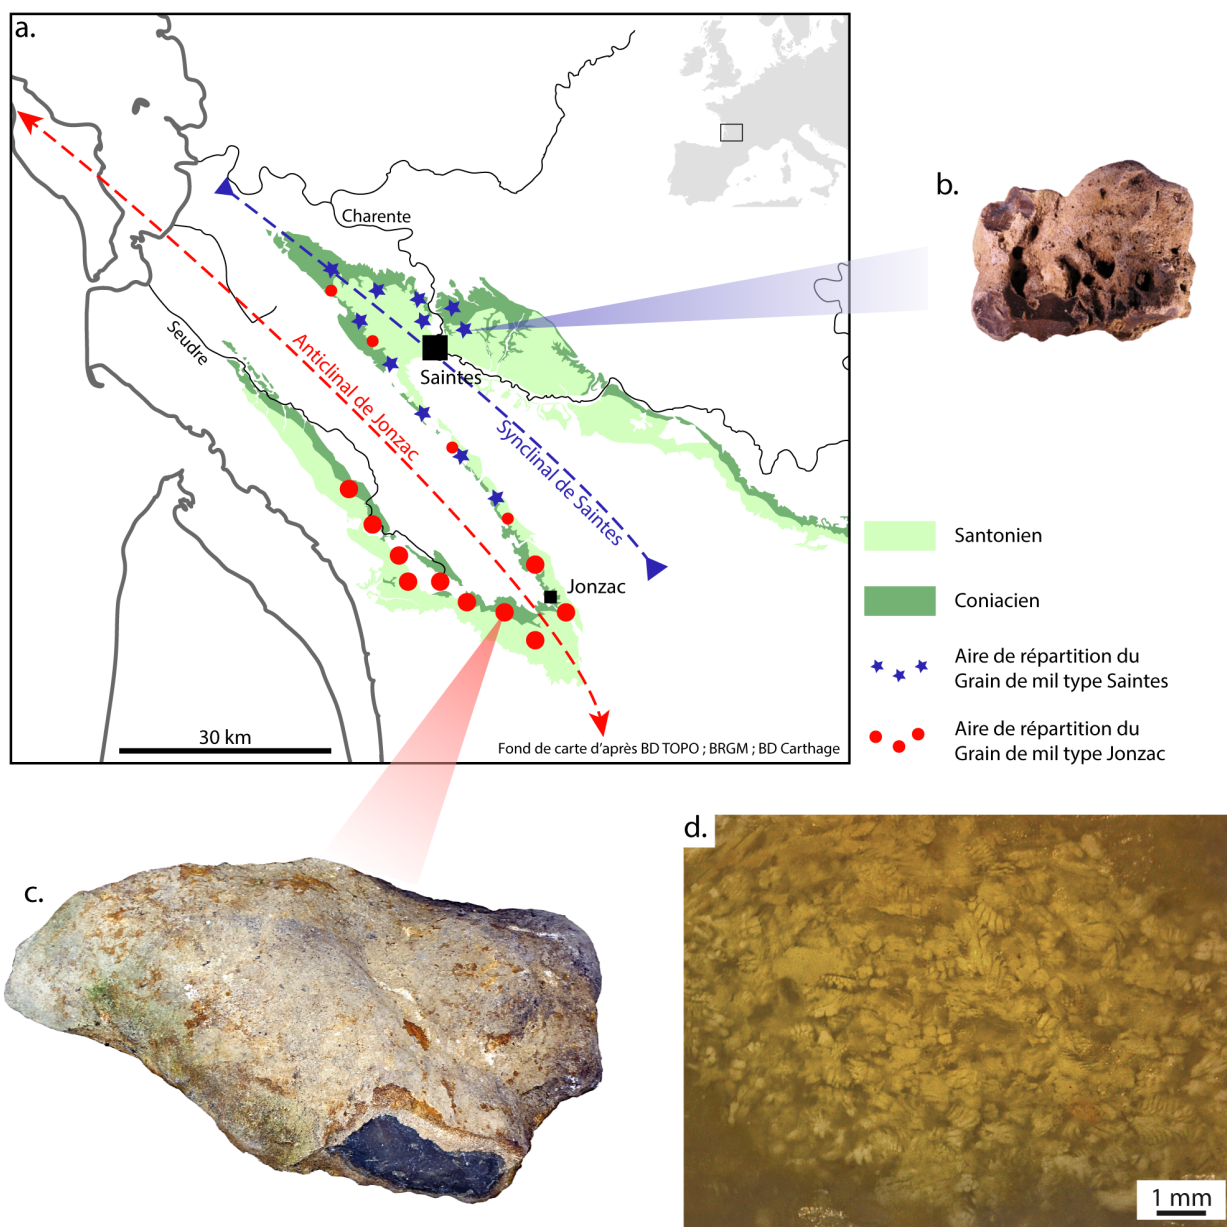 a.
Charente
Seudre
Saintes
Anticlinal de Jonzac
Synclinal de Saintes
Jonzac
30 km
Fond de carte d'après BD TOPO ; BRGM ; BD Carthage
b.
Santonien
Coniacien
Aire de répartition du
Grain de mil type Saintes
Aire de répartition du
Grain de mil type Jonzac
c.
d.
1 mm